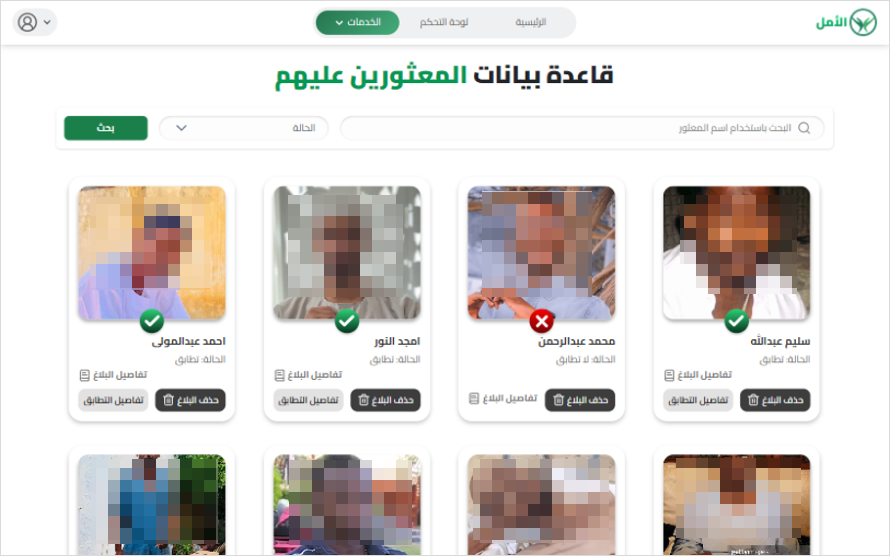 الأمل
الرئيسية
لوحة التحكم
الخدمات
قاعدة بيانات المعثورين عليهم
البحث باستخدام اسم المعثور
الحالة
بحث
سليم عبدالله
الحالة: تطابق
تفاصيل البلاغ
حذف البلاغ
تفاصيل التطابق
محمد عبدالرحمن
الحالة: لا تطابق
حذف البلاغ
تفاصيل البلاغ
امجد النور
الحالة: تطابق
تفاصيل البلاغ
حذف البلاغ
تفاصيل التطابق
احمد عبدالمولى
الحالة: تطابق
تفاصيل البلاغ
حذف البلاغ
تفاصيل التطابق